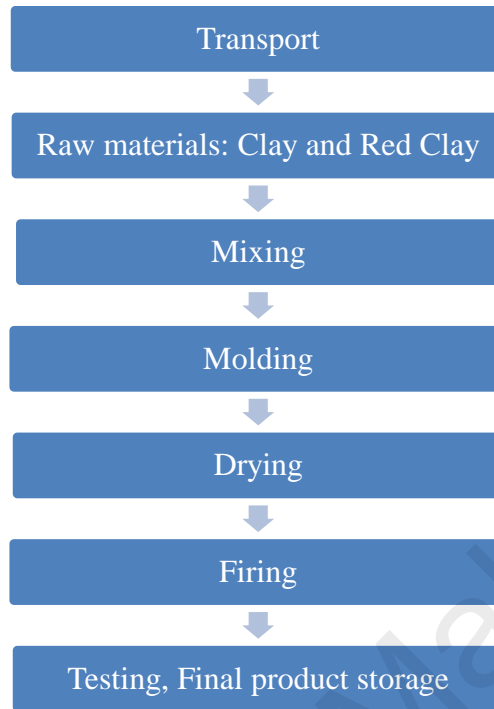 Transport
Raw materials: Clay and Red Clay
Mixing
Molding
Drying
Firing
Testing, Final product storage